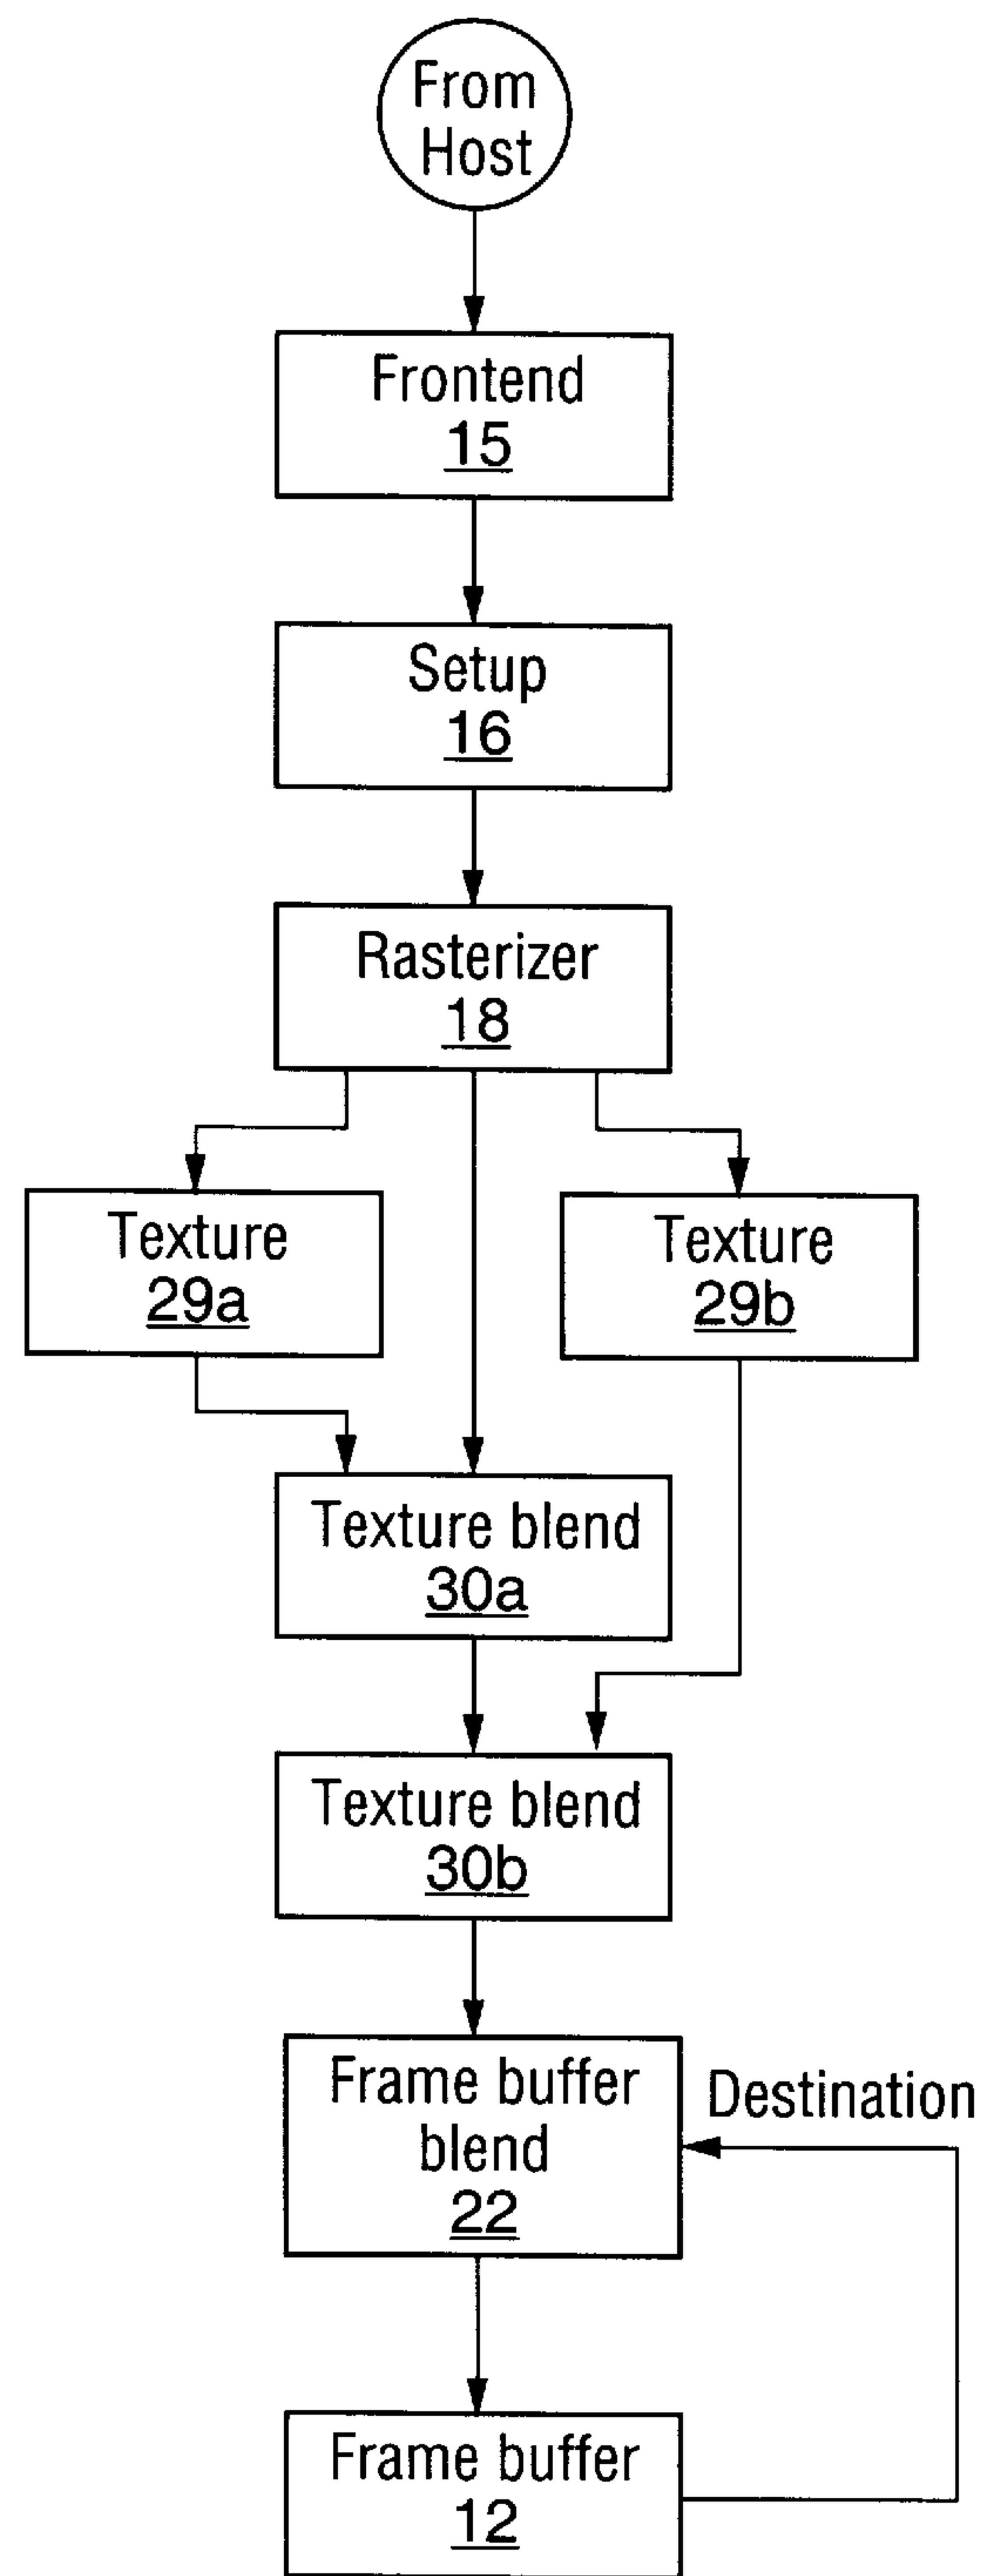 From
Host
Frontend
15
Setup
16
Rasterizer
18
Texture
29a
Texture
29b
Texture blend
30a
Texture blend
30b
Frame buffer
blend
22
Destination
Frame buffer
12